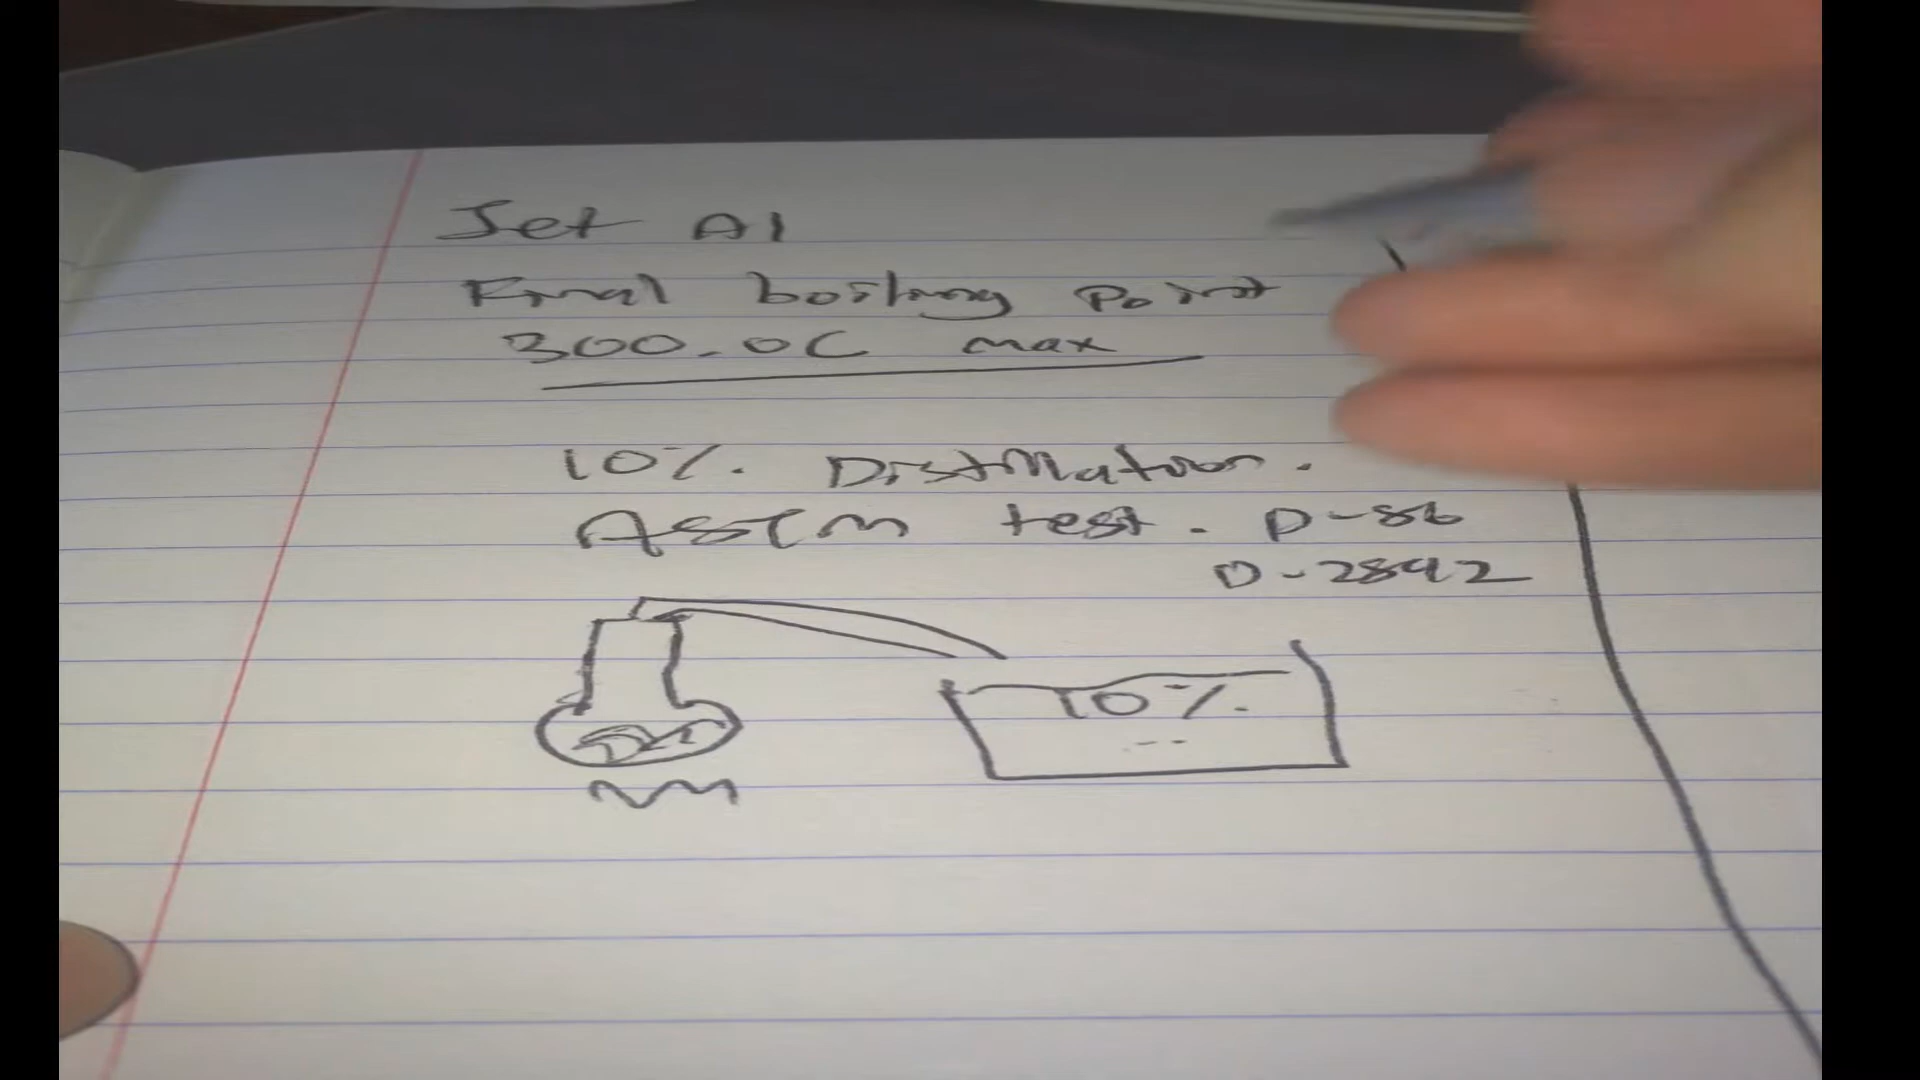 Jet A1
Final boiling Point
300.0C max
10%. Distillation.
ASTM test. D-86
D-2892
10%.